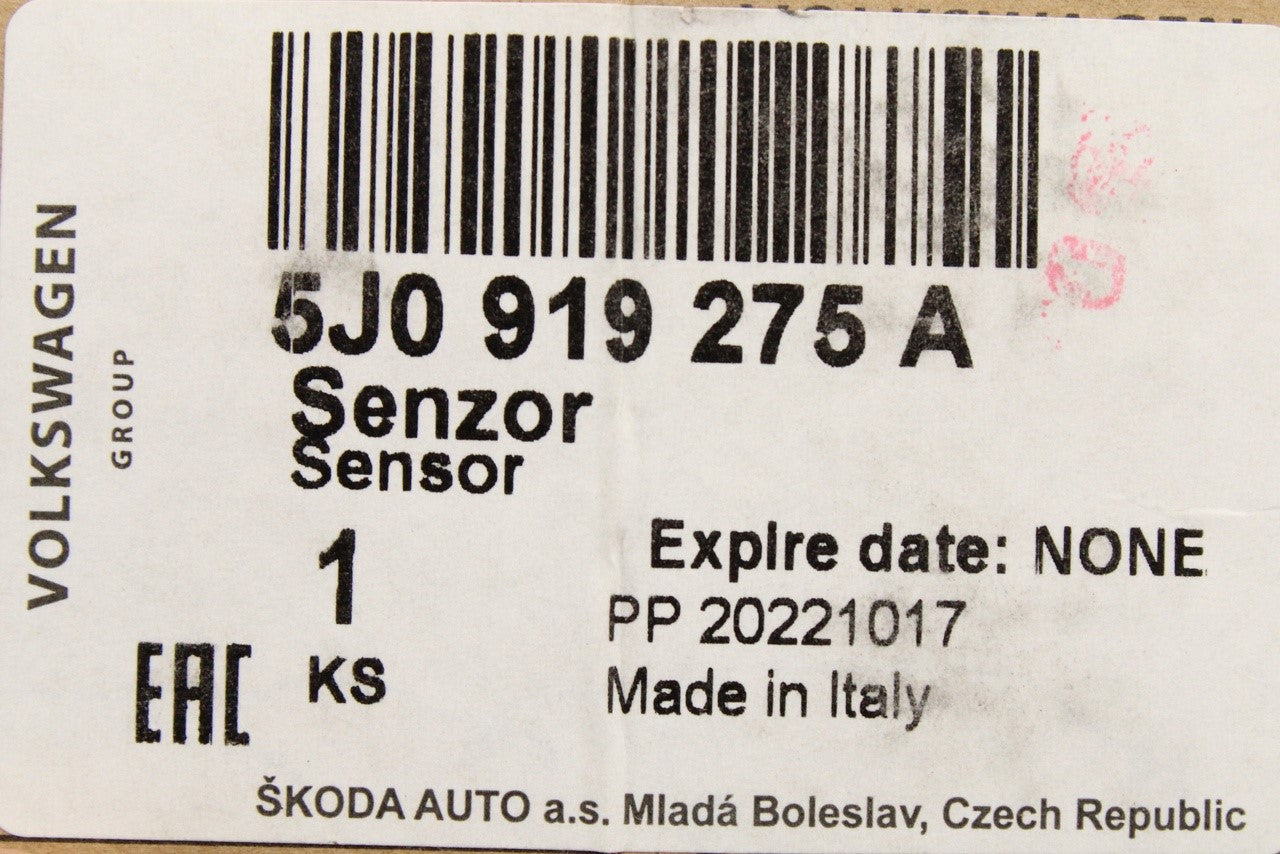 VOLKSWAGEN
VOLKSWAGEN
GROUP
5J0 919 275 A
Senzor
Sensor
1
KS
Expire date: NONE
PP 20221017
Made in Italy
EAC
ŠKODA AUTO a.s. Mladá Boleslav, Czech Republic